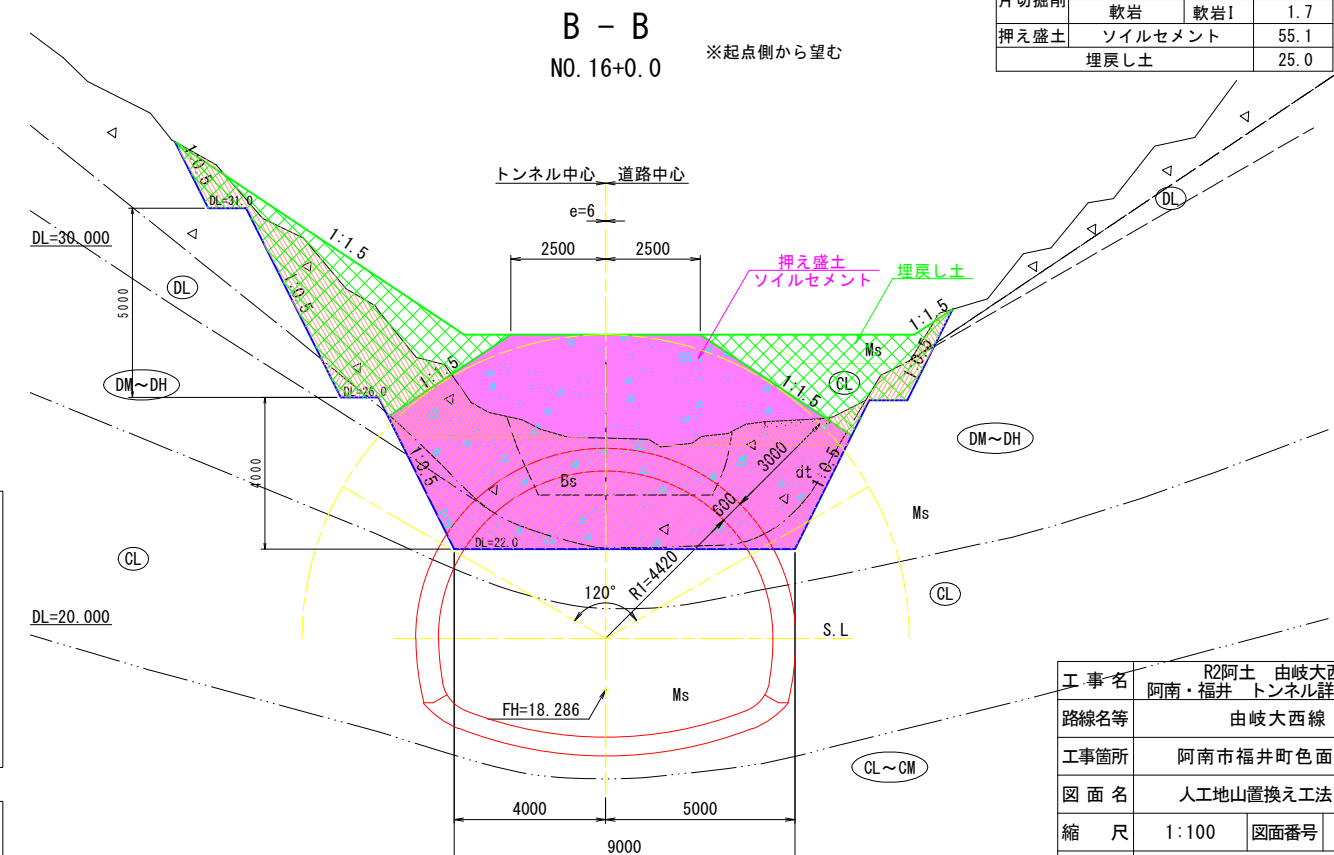 B - B
NO.16+0.0
※起点側から望む
片切掘削
軟岩 軟岩I 1.7
押え盛土 ソイルセメント 55.1
埋戻し土 25.0
トンネル中心 道路中心
e=6
2500 2500
押え盛土
ソイルセメント
埋戻し土
1:0.5
DL=31.0
1:1.5
DL=30.000
DL
5000
1:0.5
DL
1:1.5
Ms
1:0.5
CL
DM~DH
DL=26.0
1:1.5
1:1.5
4000
1:0.5
3000
dt
1:0.5
DM~DH
Bs
600
Ms
DL=22.0
R1=4420
CL
120°
CL
DL=20.000
S.L
Ms
FH=18.286
CL~CM
4000 5000
9000
工事名
R2阿土 由岐大西
阿南・福井 トンネル詳
路線名等 由岐大西線
工事箇所 阿南市福井町色面
図面名 人工地山置換え工法
縮尺 1:100 図面番号